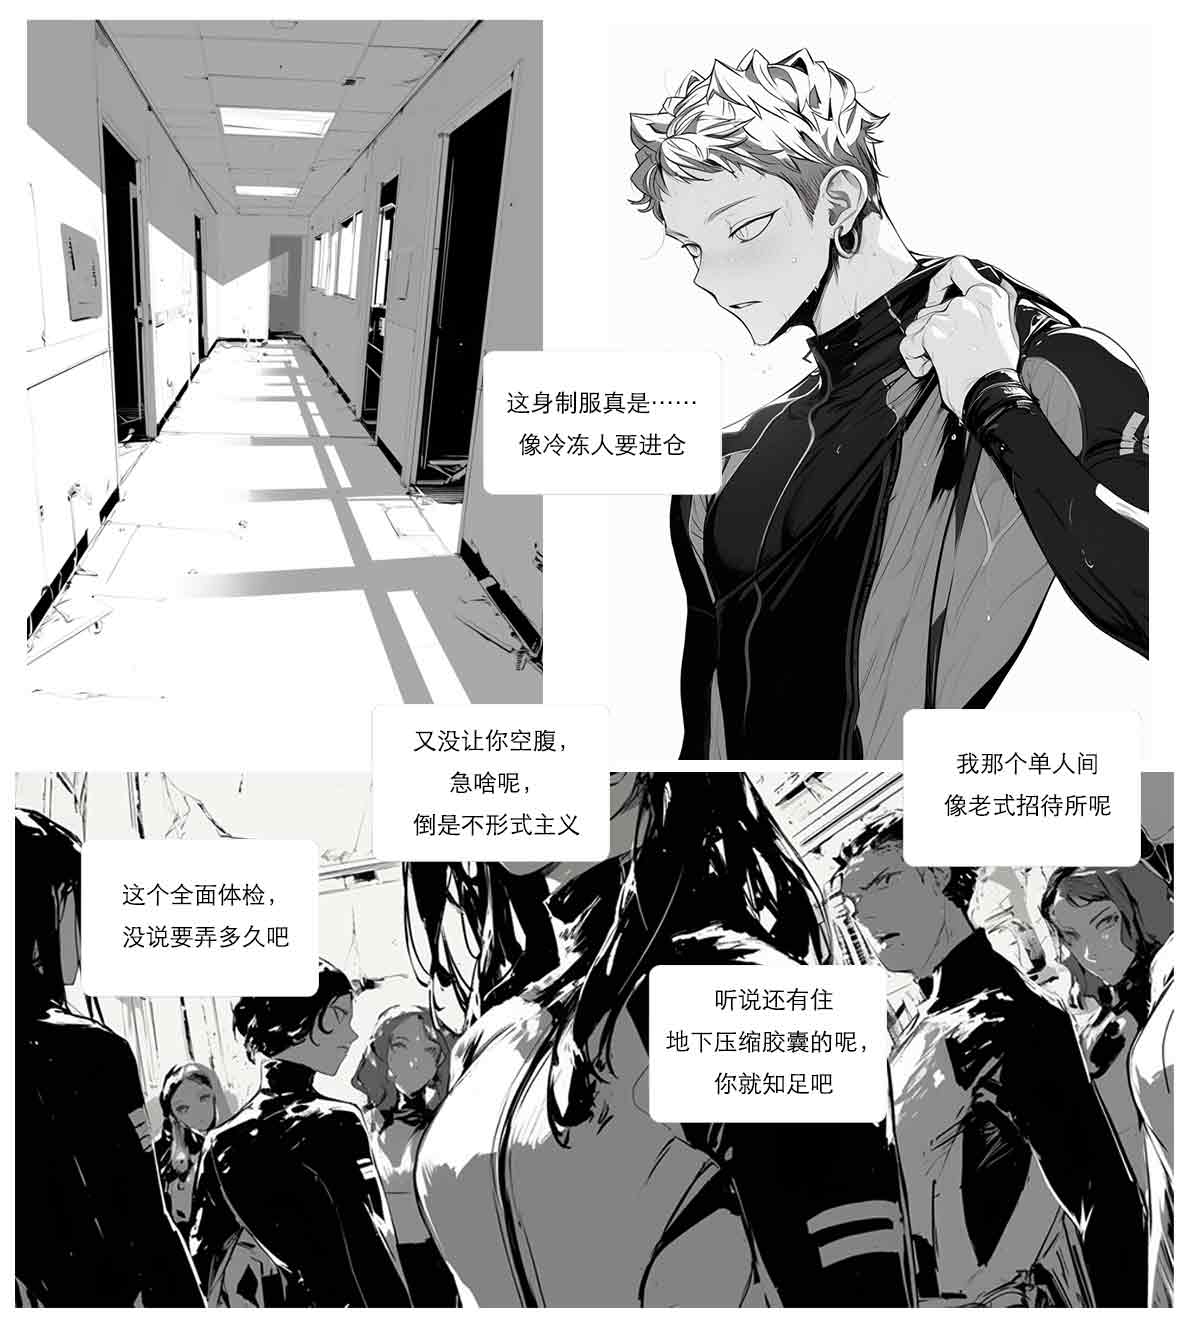 这身制服真是……
像冷冻人要进仓
又没让你空腹，
急啥呢，
倒是不形式主义
我那个单人间
像老式招待所呢
这个全面体检，
没说要弄多久吧
听说还有住
地下压缩胶囊的呢，
你就知足吧